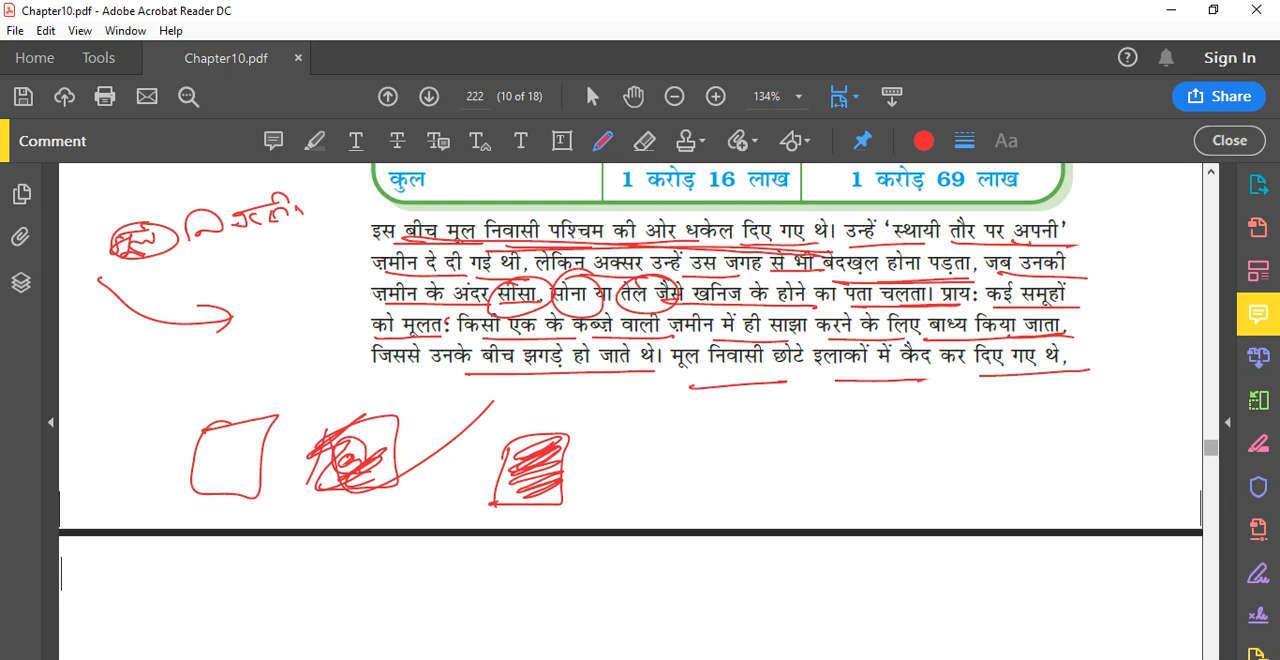 Chapter10.pdf - Adobe Acrobat Reader DC
File Edit View Window Help
Home Tools Chapter10.pdf × Sign In
222 (10 of 18) 134% Share
Comment Aa Close
कुल 1 करोड़ 16 लाख 1 करोड़ 69 लाख
इस बीच मूल निवासी पश्चिम की ओर धकेल दिए गए थे। उन्हें ‘स्थायी तौर पर अपनी’
ज़मीन दे दी गई थी, लेकिन अक्सर उन्हें उस जगह से भी बेदखल होना पड़ता, जब उनकी
ज़मीन के अंदर सीसा, सोना या तेल जैसे खनिज के होने का पता चलता। प्राय: कई समूहों
को मूलत: किसी एक के कब्ज़े वाली ज़मीन में ही साझा करने के लिए बाध्य किया जाता,
जिससे उनके बीच झगड़े हो जाते थे। मूल निवासी छोटे इलाकों में कैद कर दिए गए थे,